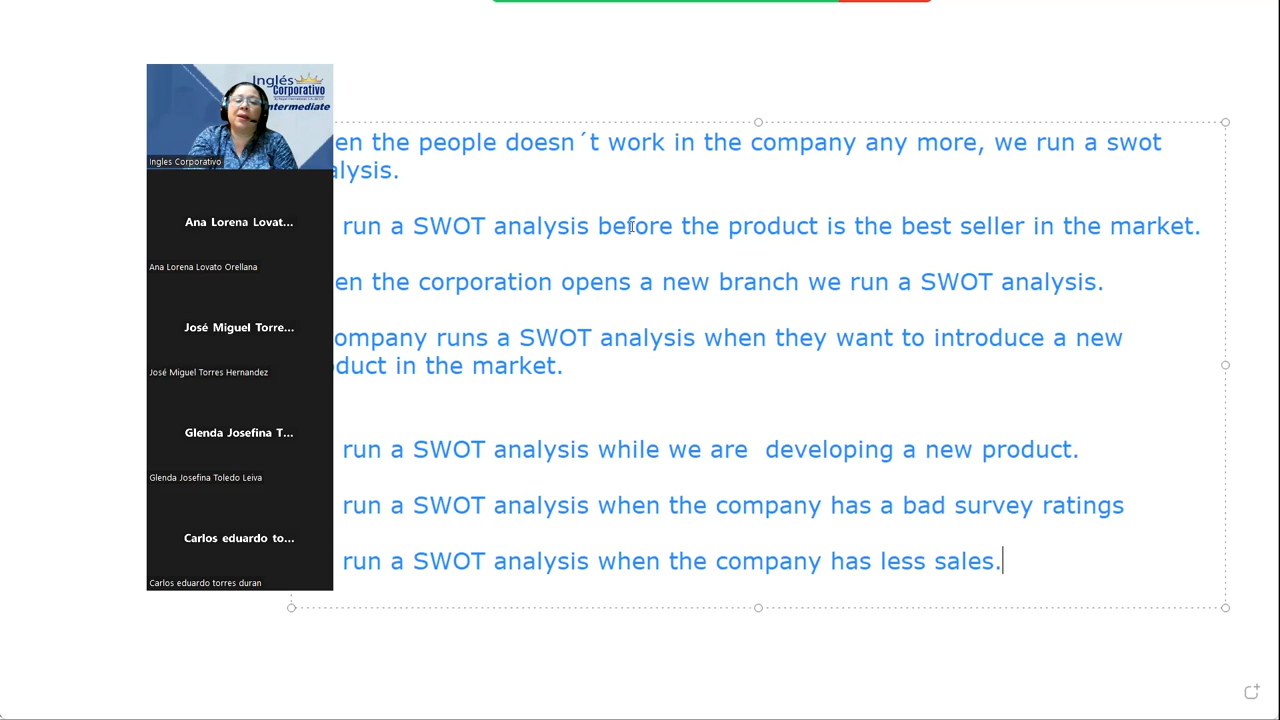 Inglés
Corporativo
Intermediate
Ingles Corporativo
Ana Lorena Lovat...
Ana Lorena Lovato Orellana
José Miguel Torre...
José Miguel Torres Hernandez
Glenda Josefina T...
Glenda Josefina Toledo Leiva
Carlos eduardo to...
Carlos eduardo torres duran
en the people doesn´t work in the company any more, we run a swot
alysis.
run a SWOT analysis before the product is the best seller in the market.
en the corporation opens a new branch we run a SWOT analysis.
ompany runs a SWOT analysis when they want to introduce a new
duct in the market.
run a SWOT analysis while we are  developing a new product.
run a SWOT analysis when the company has a bad survey ratings
run a SWOT analysis when the company has less sales.